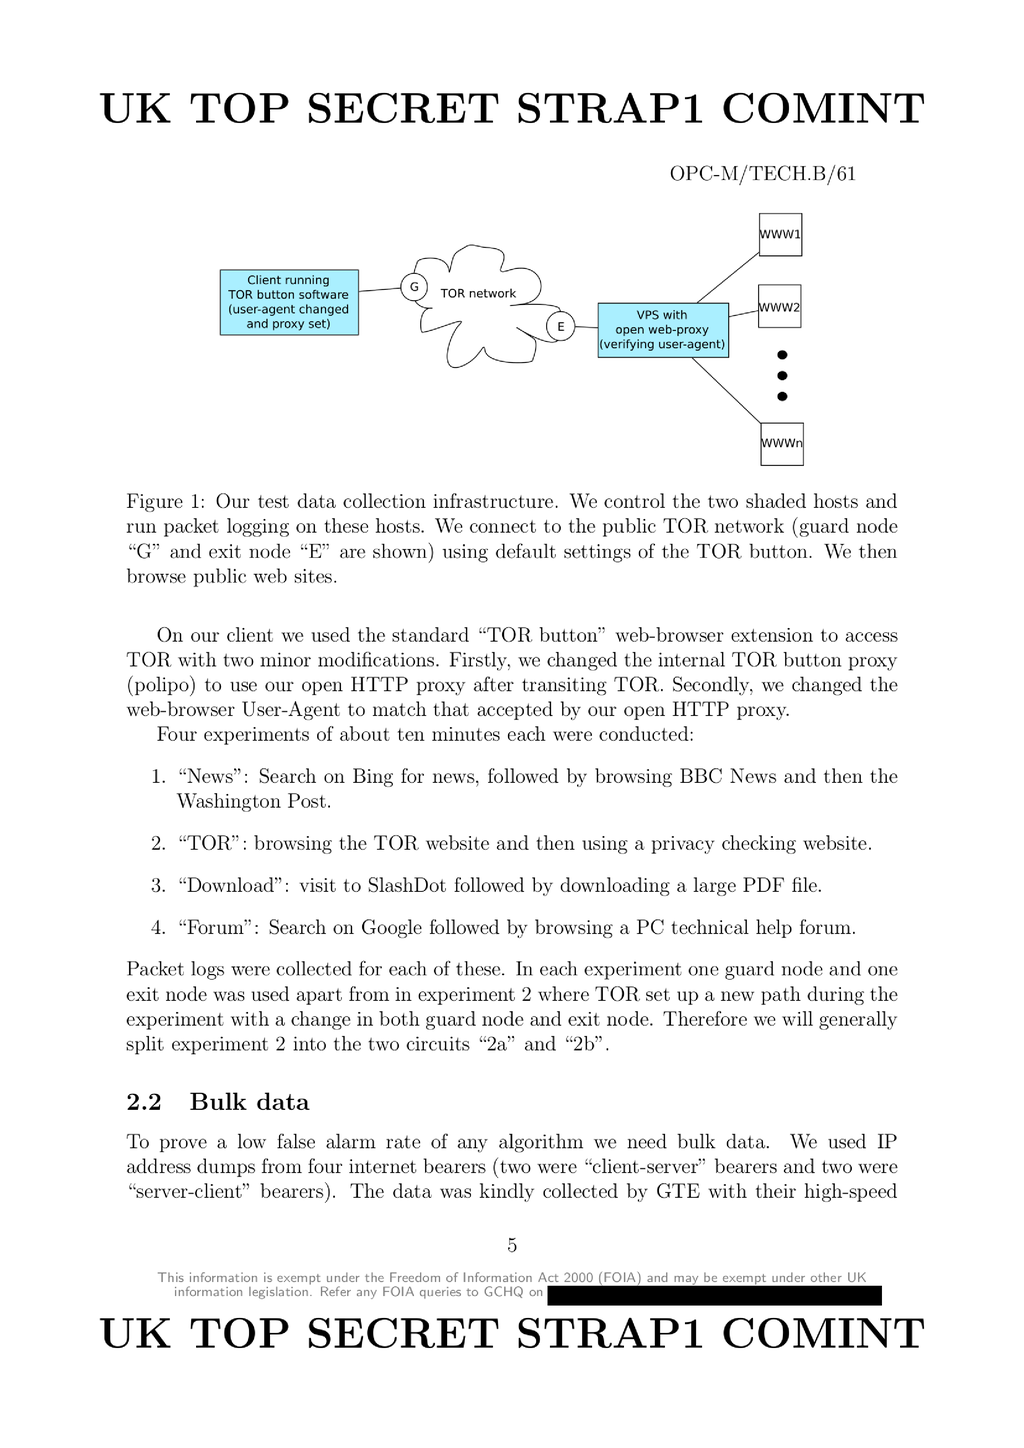 UK TOP SECRET STRAP1 COMINT
OPC-M/TECH.B/61
WWW1
Client running
TOR button software
(user-agent changed
and proxy set)
G
TOR network
E
VPS with
open web-proxy
(verifying user-agent)
WWW2
WWWn
Figure 1: Our test data collection infrastructure. We control the two shaded hosts and
run packet logging on these hosts. We connect to the public TOR network (guard node
“G” and exit node “E” are shown) using default settings of the TOR button. We then
browse public web sites.
On our client we used the standard “TOR button” web-browser extension to access
TOR with two minor modifications. Firstly, we changed the internal TOR button proxy
(polipo) to use our open HTTP proxy after transiting TOR. Secondly, we changed the
web-browser User-Agent to match that accepted by our open HTTP proxy.
Four experiments of about ten minutes each were conducted:
1. “News”: Search on Bing for news, followed by browsing BBC News and then the
Washington Post.
2. “TOR”: browsing the TOR website and then using a privacy checking website.
3. “Download”: visit to SlashDot followed by downloading a large PDF file.
4. “Forum”: Search on Google followed by browsing a PC technical help forum.
Packet logs were collected for each of these. In each experiment one guard node and one
exit node was used apart from in experiment 2 where TOR set up a new path during the
experiment with a change in both guard node and exit node. Therefore we will generally
split experiment 2 into the two circuits “2a” and “2b”.
2.2 Bulk data
To prove a low false alarm rate of any algorithm we need bulk data. We used IP
address dumps from four internet bearers (two were “client-server” bearers and two were
“server-client” bearers). The data was kindly collected by GTE with their high-speed
5
This information is exempt under the Freedom of Information Act 2000 (FOIA) and may be exempt under other UK
information legislation. Refer any FOIA queries to GCHQ on
UK TOP SECRET STRAP1 COMINT